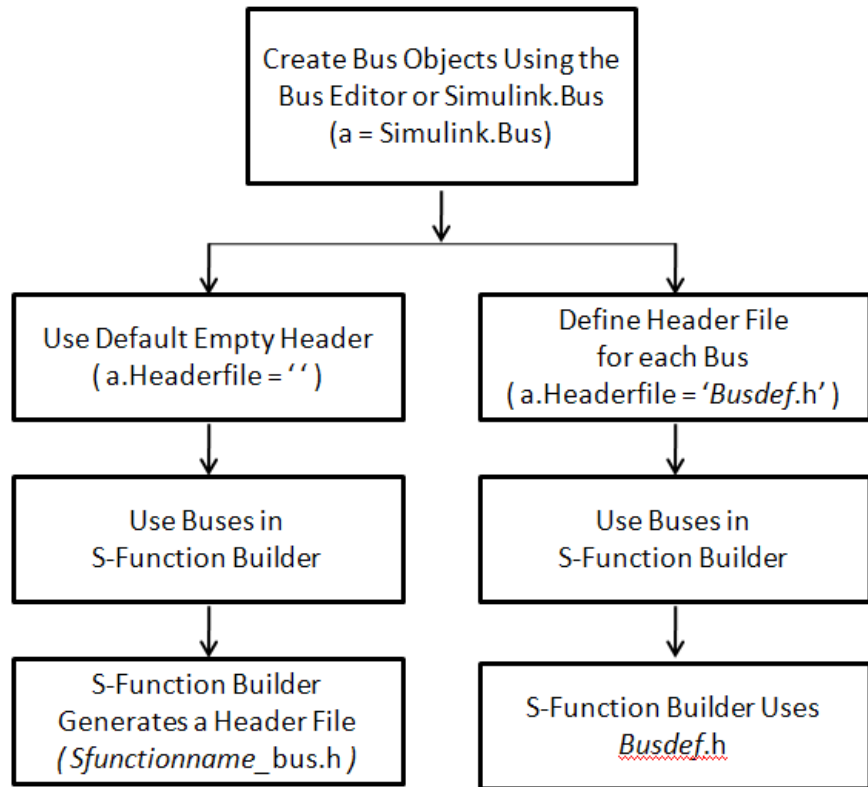 Create Bus Objects Using the
Bus Editor or Simulink.Bus
(a = Simulink.Bus)
Use Default Empty Header
( a.Headerfile = ‘ ‘ )
Define Header File
for each Bus
( a.Headerfile = ‘Busdef.h’ )
Use Buses in
S-Function Builder
Use Buses in
S-Function Builder
S-Function Builder
Generates a Header File
( Sfunctionname_bus.h )
S-Function Builder Uses
Busdef.h